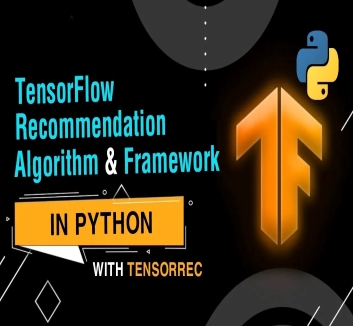 TensorFlow
Recommendation
Algorithm & Framework
IN PYTHON
WITH TENSORREC